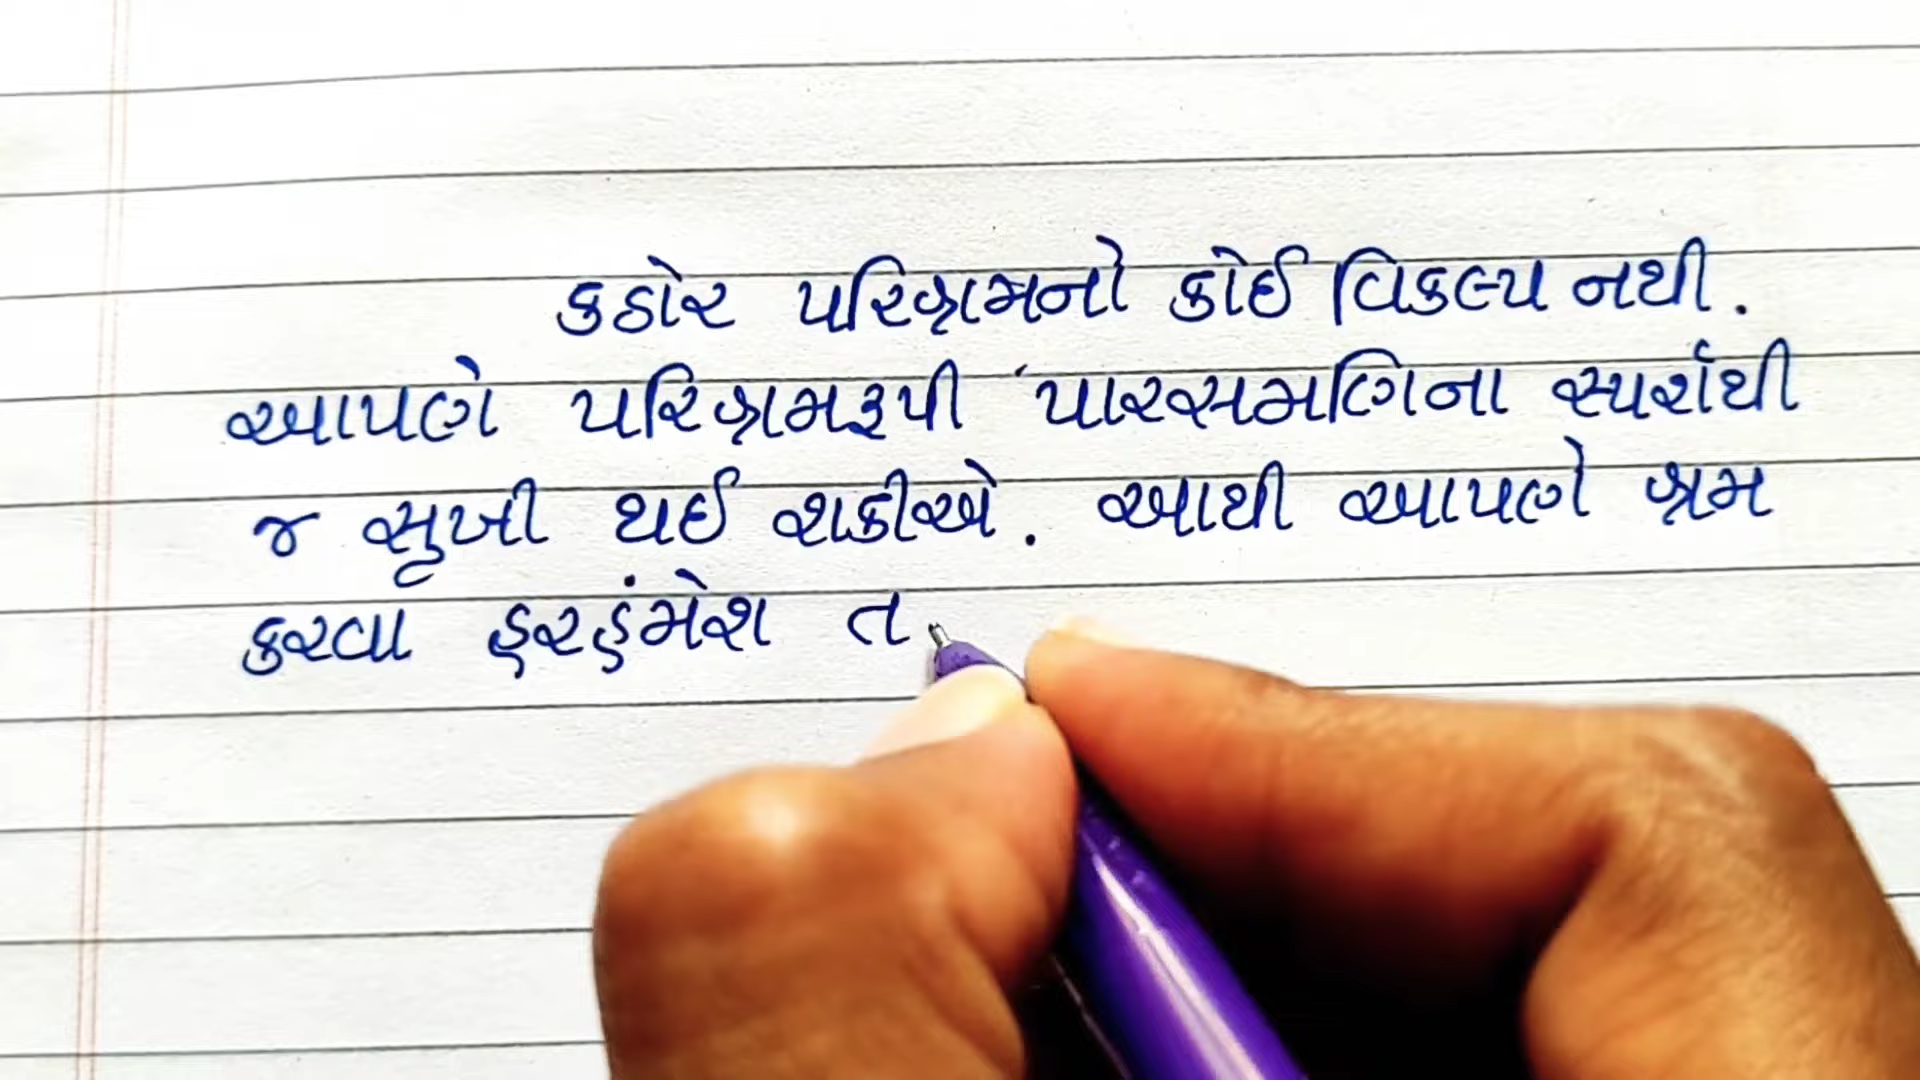 કઠોર પરિશ્રમનો કોઈ વિકલ્પ નથી.
આપણે પરિશ્રમરૂપી 'પારસમણિના સ્પર્શથી
જ સુખી થઈ શકીએ. આથી આપણે શ્રમ
કરવા હરહંમેશ ત